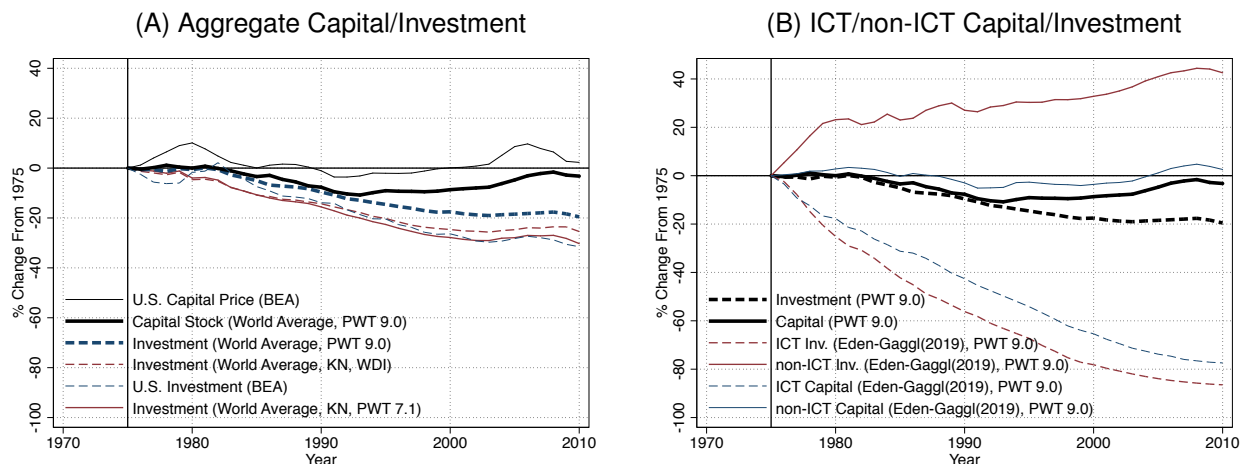 (A) Aggregate Capital/Investment
% Change From 1975
40
20
0
20
-40
-60
-80
-100
U.S. Capital Price (BEA)
Capital Stock (World Average, PWT 9.0)
Investment (World Average, PWT 9.0)
Investment (World Average, KN, WDI)
U.S. Investment (BEA)
Investment (World Average, KN, PWT 7.1)
1970
1980
1990
2000
2010
Year
(B) ICT/non-ICT Capital/Investment
% Change From 1975
40
20
0
-20
-40
-60
-80
-100
Investment (PWT 9.0)
Capital (PWT 9.0)
ICT Inv. (Eden-Gaggl(2019), PWT 9.0)
non-ICT Inv. (Eden-Gaggl(2019), PWT 9.0)
ICT Capital (Eden-Gaggl(2019), PWT 9.0)
non-ICT Capital (Eden-Gaggl(2019), PWT 9.0)
1970
1980
1990
2000
2010
Year